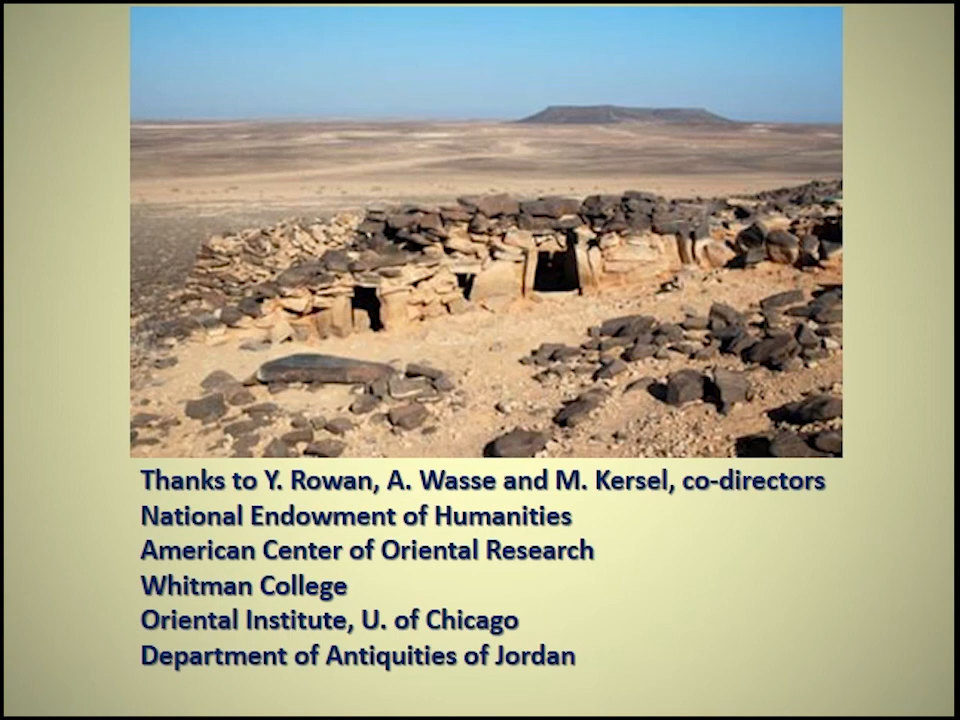 Thanks to Y. Rowan, A. Wasse and M. Kersel, co-directors
National Endowment of Humanities
American Center of Oriental Research
Whitman College
Oriental Institute, U. of Chicago
Department of Antiquities of Jordan